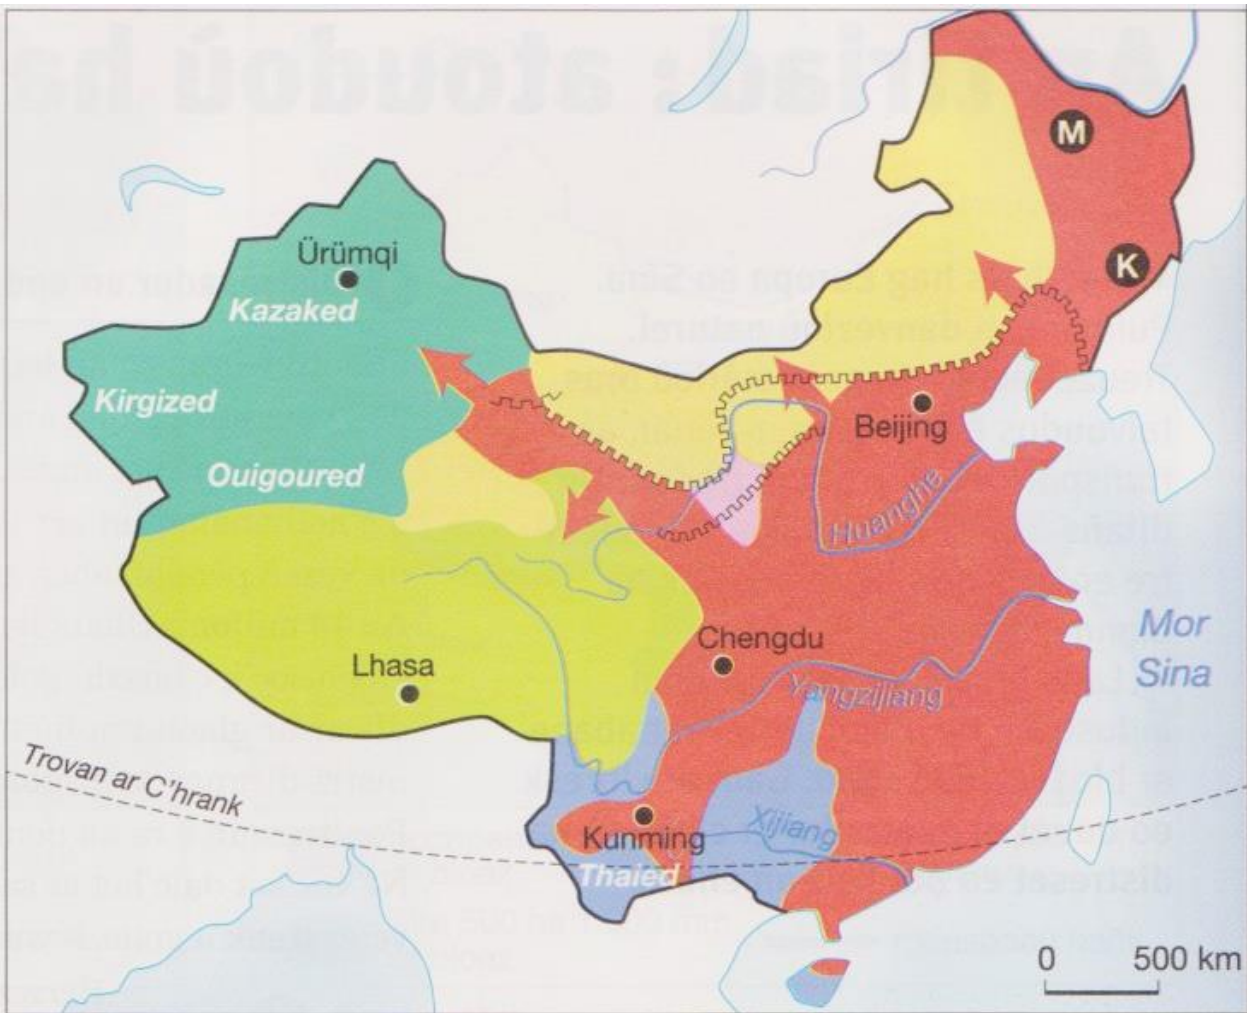 M
K
Ürümqi
Kazaked
Kirgized
Ouigoured
Beijing
Huanghe
Mor
Sina
Chengdu
Yangzijiang
Lhasa
Trovan ar C'hrank
Kunming
Xijiang
Thaied
0 500 km